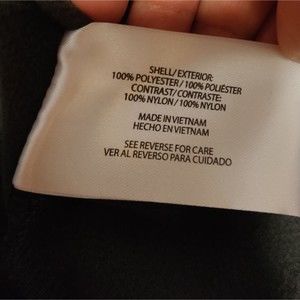 SHELL/EXTERIOR:
100% POLYESTER / 100% POLIÉSTER
CONTRAST/CONTRASTE:
100% NYLON / 100% NYLON
MADE IN VIETNAM
HECHO EN VIETNAM
SEE REVERSE FOR CARE
VER AL REVERSO PARA CUIDADO